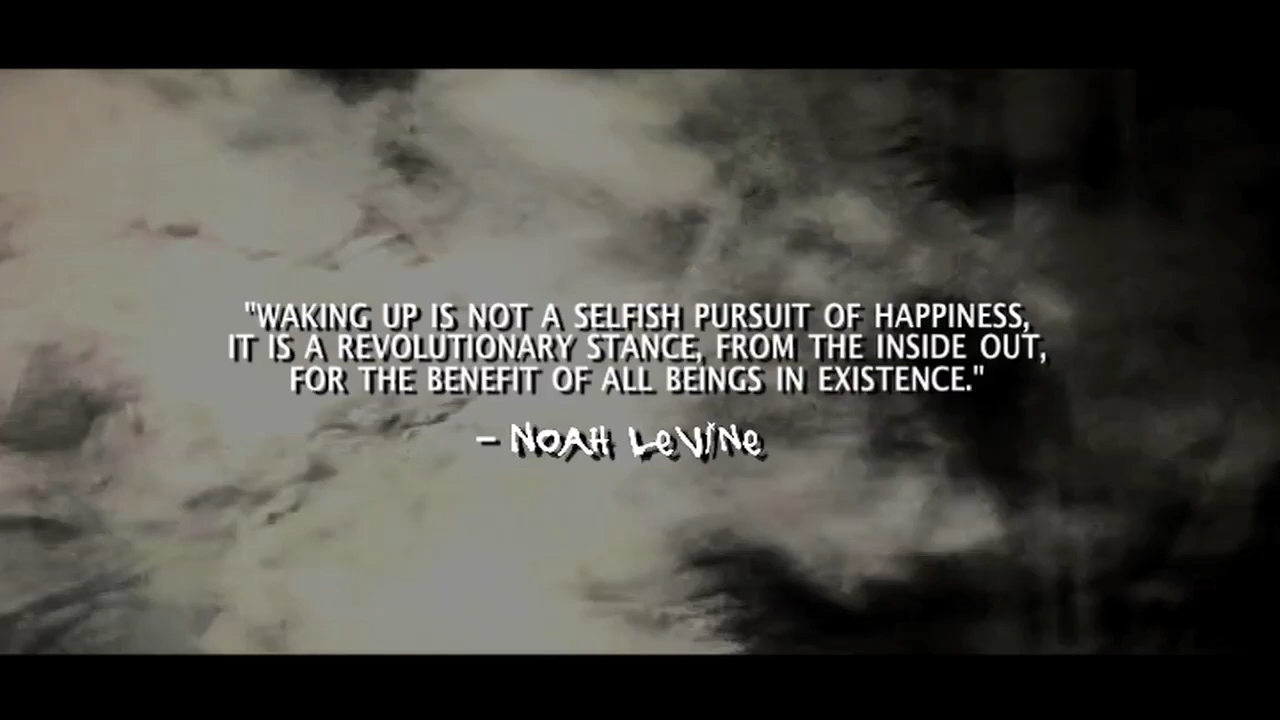 "WAKING UP IS NOT A SELFISH PURSUIT OF HAPPINESS,
IT IS A REVOLUTIONARY STANCE, FROM THE INSIDE OUT,
FOR THE BENEFIT OF ALL BEINGS IN EXISTENCE."
– NOAH LeViNe